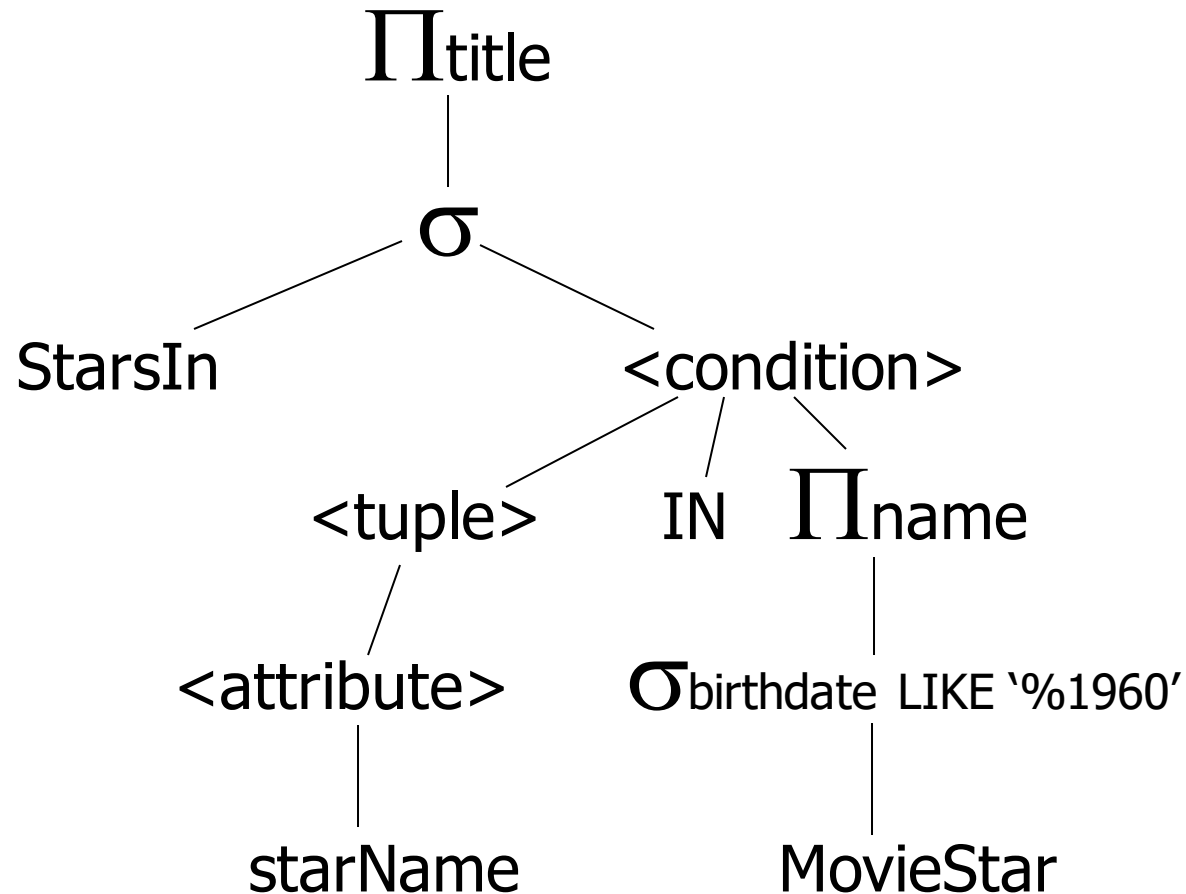 Πtitle
σ
StarsIn <condition>
<tuple> IN Πname
<attribute> σbirthdate LIKE ‘%1960’
starName MovieStar